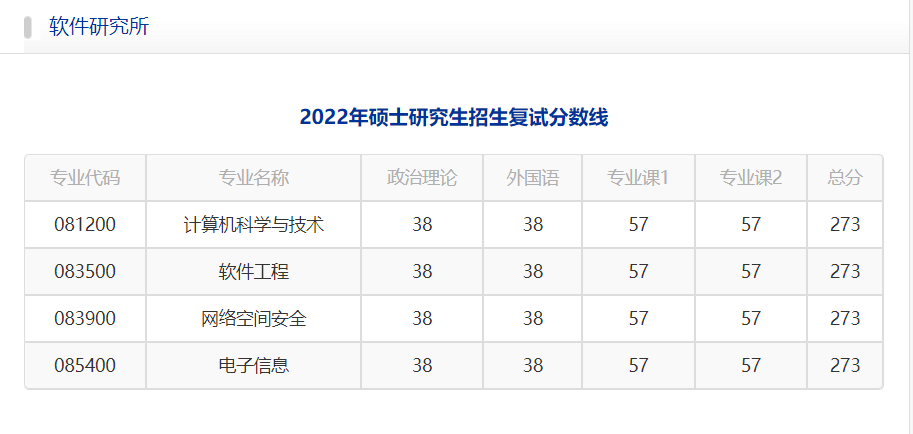 软件研究所
2022年硕士研究生招生复试分数线
专业代码 专业名称 政治理论 外国语 专业课1 专业课2 总分
081200 计算机科学与技术 38 38 57 57 273
083500 软件工程 38 38 57 57 273
083900 网络空间安全 38 38 57 57 273
085400 电子信息 38 38 57 57 273